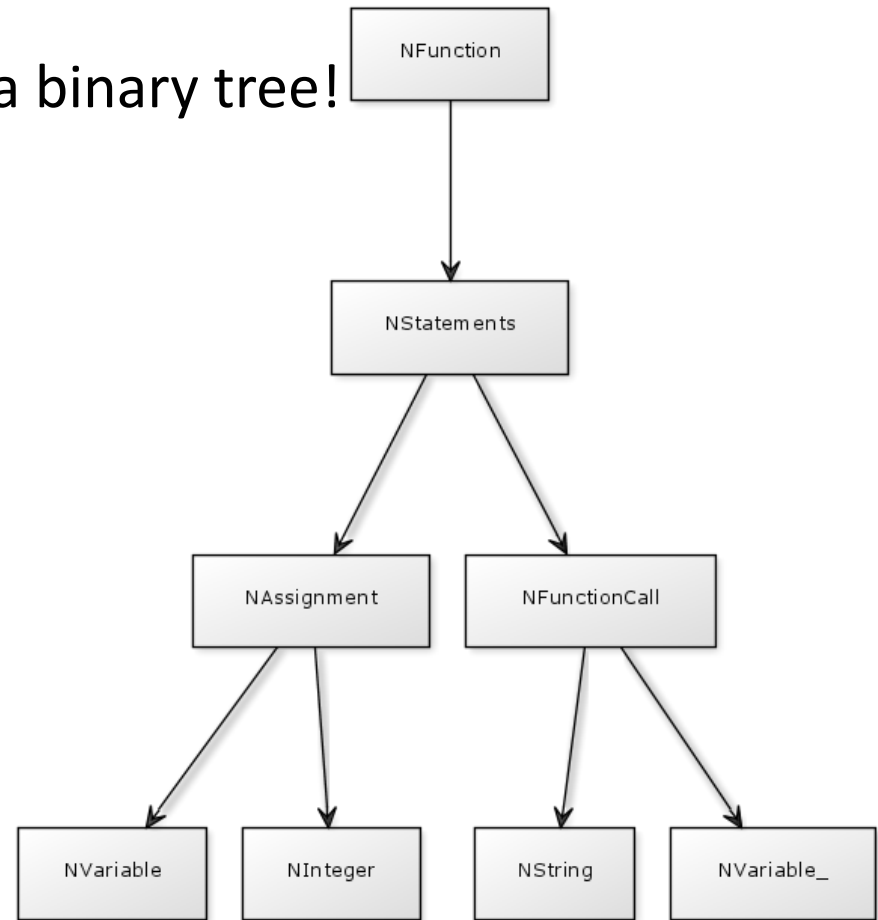 NFunction
a binary tree!
NStatements
NAssignment NFunctionCall
NVariable NInteger NString NVariable_